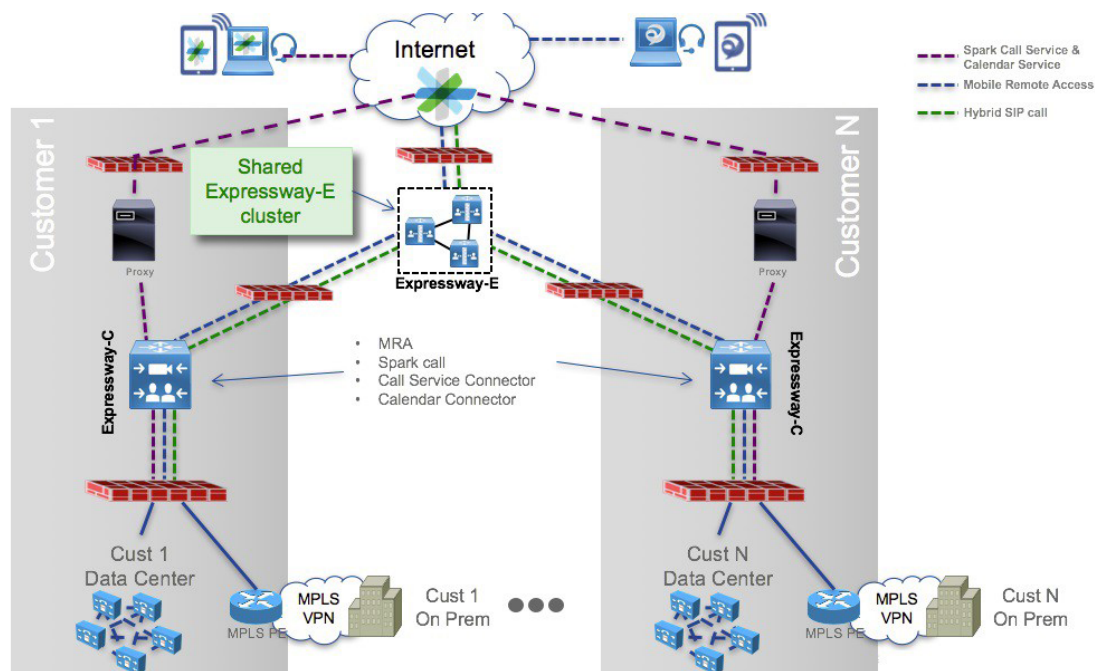 Internet
Spark Call Service &
Calendar Service
Mobile Remote Access
Hybrid SIP call
Customer 1
Customer N
Shared
Expressway-E
cluster
Proxy
Proxy
Expressway-E
Expressway-C
Expressway-C
• MRA
• Spark call
• Call Service Connector
• Calendar Connector
Cust 1
Data Center
MPLS PE
MPLS
VPN
Cust 1
On Prem
Cust N
Data Center
MPLS PE
MPLS
VPN
Cust N
On Prem